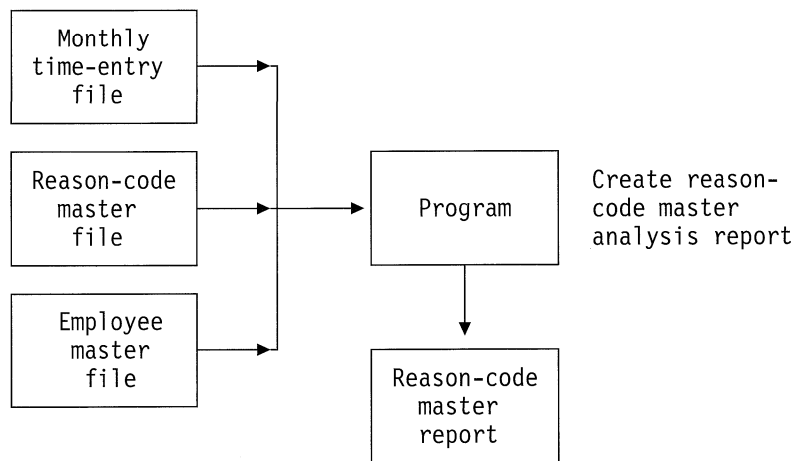 Monthly
time-entry
file
Reason-code
master
file
Employee
master
file
Program
Create reason-
code master
analysis report
Reason-code
master
report